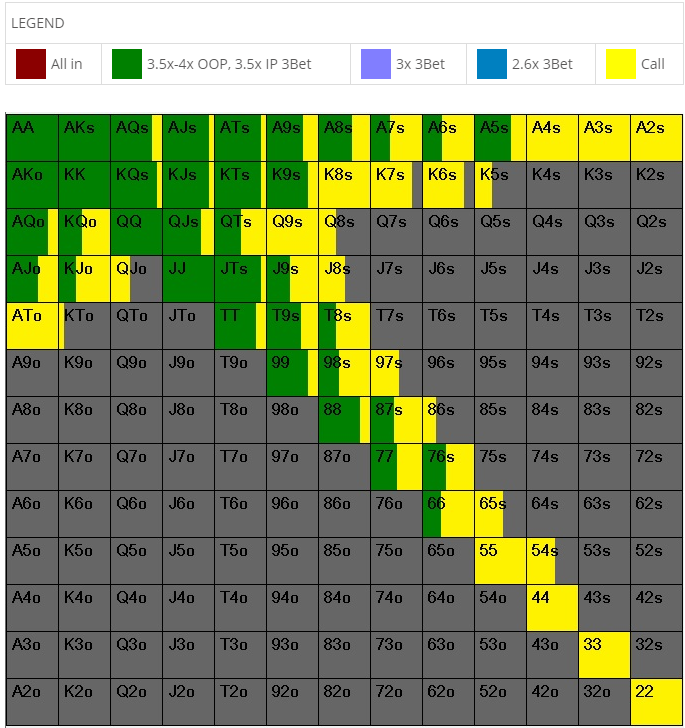 LEGEND
All in 3.5x-4x OOP, 3.5x IP 3Bet 3x 3Bet 2.6x 3Bet Call
AA AKs AQs AJs ATs A9s A8s A7s A6s A5s A4s A3s A2s
AKo KK KQs KJs KTs K9s K8s K7s K6s K5s K4s K3s K2s
AQo KQo QQ QJs QTs Q9s Q8s Q7s Q6s Q5s Q4s Q3s Q2s
AJo KJo QJo JJ JTs J9s J8s J7s J6s J5s J4s J3s J2s
ATo KTo QTo JTo TT T9s T8s T7s T6s T5s T4s T3s T2s
A9o K9o Q9o J9o T9o 99 98s 97s 96s 95s 94s 93s 92s
A8o K8o Q8o J8o T8o 98o 88 87s 86s 85s 84s 83s 82s
A7o K7o Q7o J7o T7o 97o 87o 77 76s 75s 74s 73s 72s
A6o K6o Q6o J6o T6o 96o 86o 76o 66 65s 64s 63s 62s
A5o K5o Q5o J5o T5o 95o 85o 75o 65o 55 54s 53s 52s
A4o K4o Q4o J4o T4o 94o 84o 74o 64o 54o 44 43s 42s
A3o K3o Q3o J3o T3o 93o 83o 73o 63o 53o 43o 33 32s
A2o K2o Q2o J2o T2o 92o 82o 72o 62o 52o 42o 32o 22